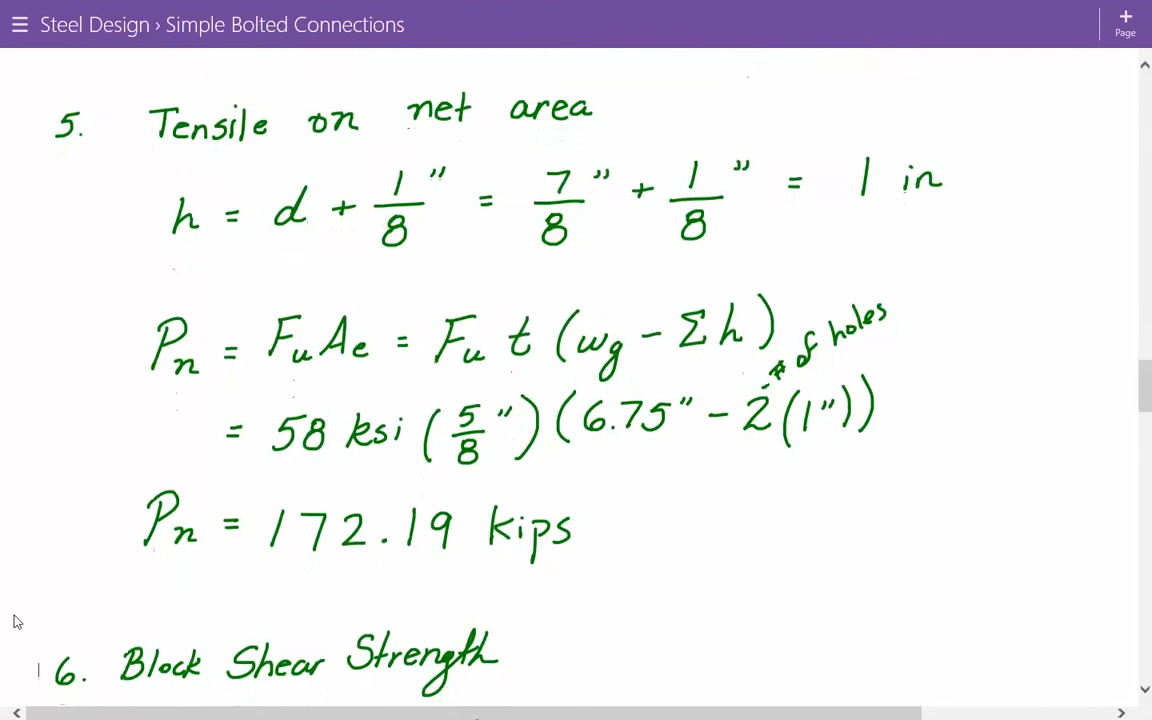 Steel Design › Simple Bolted Connections
Page
5. Tensile on net area
h = d + 1/8" = 7/8" + 1/8" = 1 in
Pn = Fu Ae = Fu t (wg - Σh)
# of holes
= 58 ksi (5/8") (6.75" - 2(1"))
Pn = 172.19 kips
6. Block Shear Strength